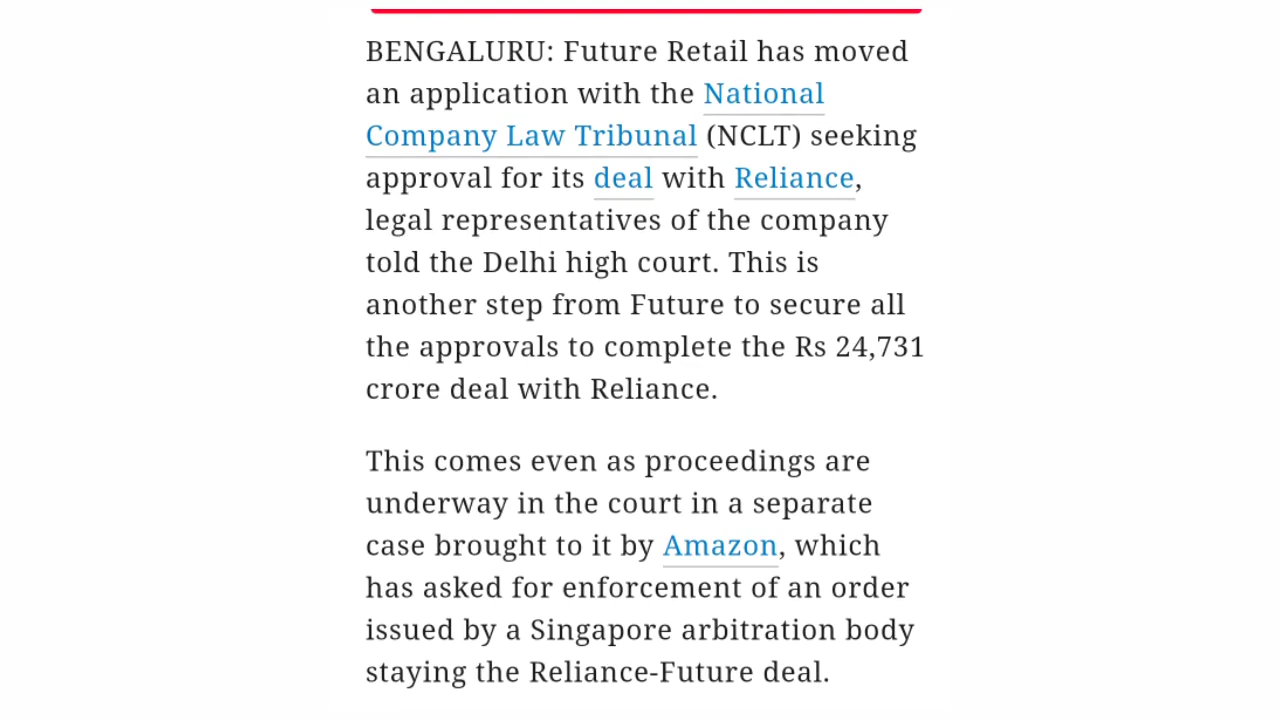 BENGALURU: Future Retail has moved
an application with the National
Company Law Tribunal (NCLT) seeking
approval for its deal with Reliance,
legal representatives of the company
told the Delhi high court. This is
another step from Future to secure all
the approvals to complete the Rs 24,731
crore deal with Reliance.
This comes even as proceedings are
underway in the court in a separate
case brought to it by Amazon, which
has asked for enforcement of an order
issued by a Singapore arbitration body
staying the Reliance-Future deal.